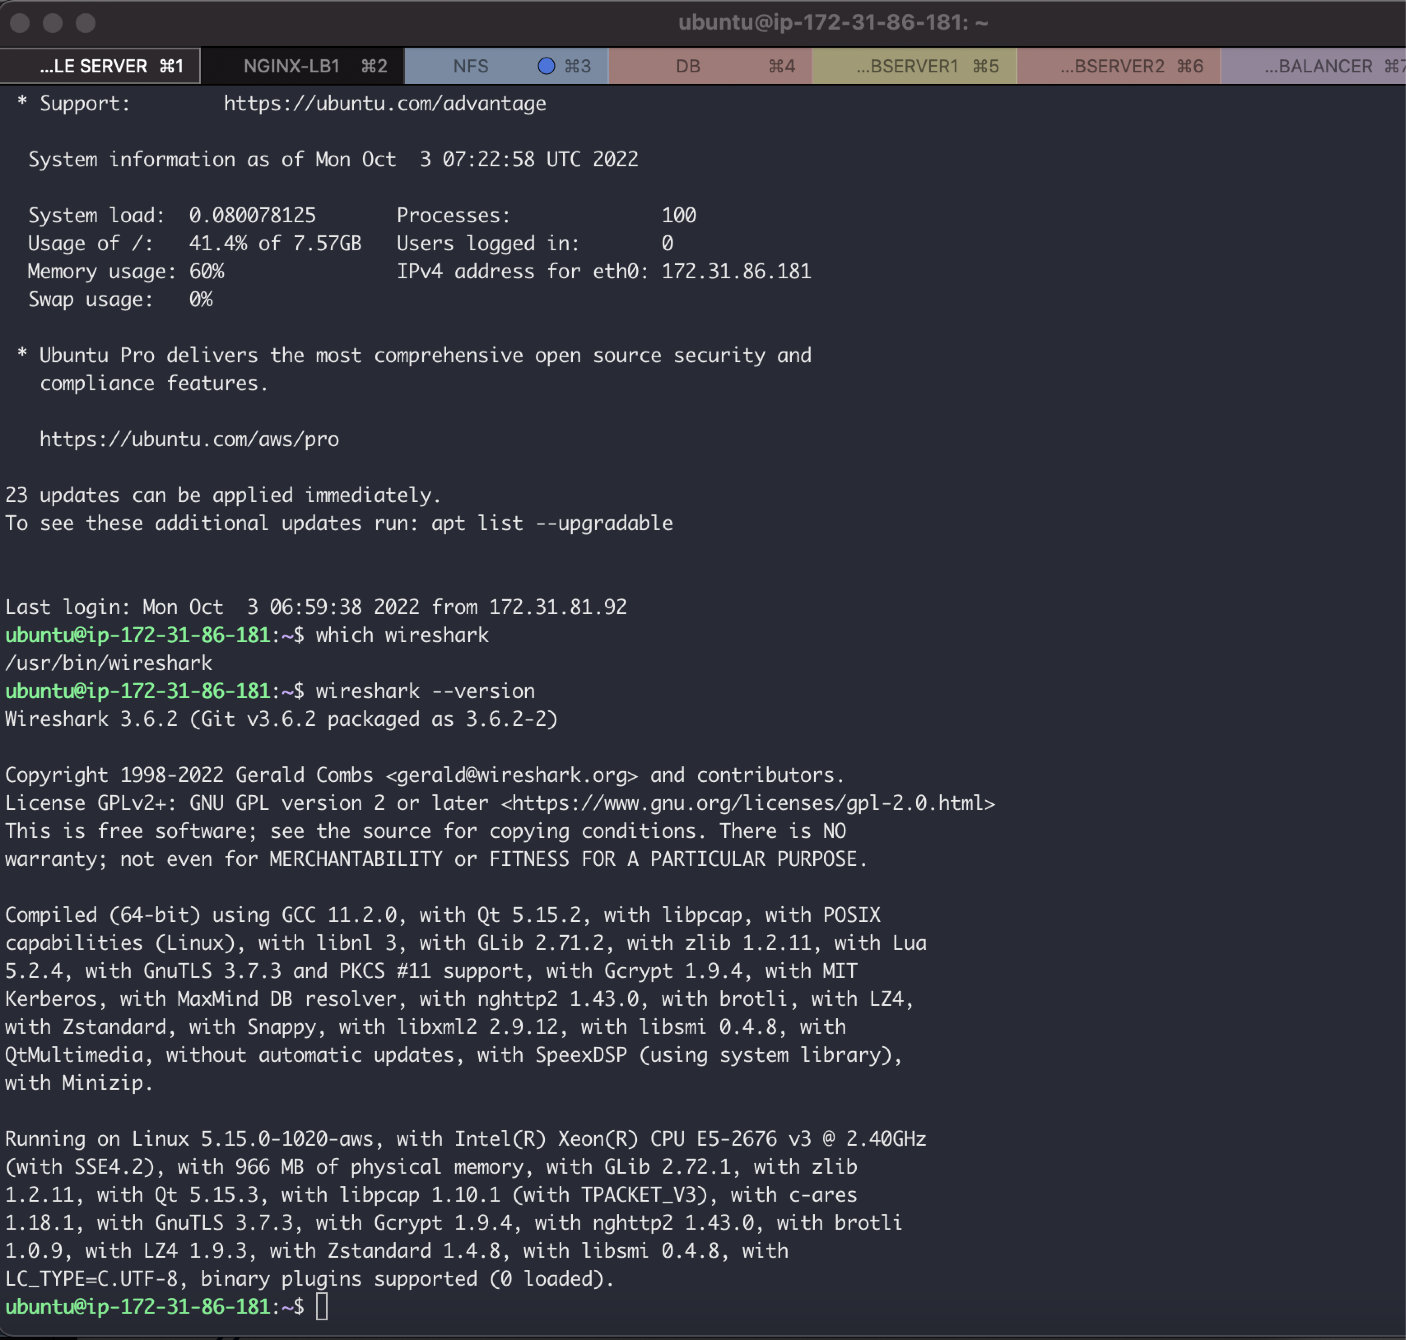 ubuntu@ip-172-31-86-181: ~
...LE SERVER ⌘1 NGINX-LB1 ⌘2 NFS ⌘3 DB ⌘4 ...BSERVER1 ⌘5 ...BSERVER2 ⌘6 ...BALANCER ⌘7
* Support: https://ubuntu.com/advantage
System information as of Mon Oct  3 07:22:58 UTC 2022
System load: 0.080078125 Processes: 100
Usage of /: 41.4% of 7.57GB Users logged in: 0
Memory usage: 60% IPv4 address for eth0: 172.31.86.181
Swap usage: 0%
* Ubuntu Pro delivers the most comprehensive open source security and
compliance features.
https://ubuntu.com/aws/pro
23 updates can be applied immediately.
To see these additional updates run: apt list --upgradable
Last login: Mon Oct  3 06:59:38 2022 from 172.31.81.92
ubuntu@ip-172-31-86-181:~$ which wireshark
/usr/bin/wireshark
ubuntu@ip-172-31-86-181:~$ wireshark --version
Wireshark 3.6.2 (Git v3.6.2 packaged as 3.6.2-2)
Copyright 1998-2022 Gerald Combs <gerald@wireshark.org> and contributors.
License GPLv2+: GNU GPL version 2 or later <https://www.gnu.org/licenses/gpl-2.0.html>
This is free software; see the source for copying conditions. There is NO
warranty; not even for MERCHANTABILITY or FITNESS FOR A PARTICULAR PURPOSE.
Compiled (64-bit) using GCC 11.2.0, with Qt 5.15.2, with libpcap, with POSIX
capabilities (Linux), with libnl 3, with GLib 2.71.2, with zlib 1.2.11, with Lua
5.2.4, with GnuTLS 3.7.3 and PKCS #11 support, with Gcrypt 1.9.4, with MIT
Kerberos, with MaxMind DB resolver, with nghttp2 1.43.0, with brotli, with LZ4,
with Zstandard, with Snappy, with libxml2 2.9.12, with libsmi 0.4.8, with
QtMultimedia, without automatic updates, with SpeexDSP (using system library),
with Minizip.
Running on Linux 5.15.0-1020-aws, with Intel(R) Xeon(R) CPU E5-2676 v3 @ 2.40GHz
(with SSE4.2), with 966 MB of physical memory, with GLib 2.72.1, with zlib
1.2.11, with Qt 5.15.3, with libpcap 1.10.1 (with TPACKET_V3), with c-ares
1.18.1, with GnuTLS 3.7.3, with Gcrypt 1.9.4, with nghttp2 1.43.0, with brotli
1.0.9, with LZ4 1.9.3, with Zstandard 1.4.8, with libsmi 0.4.8, with
LC_TYPE=C.UTF-8, binary plugins supported (0 loaded).
ubuntu@ip-172-31-86-181:~$